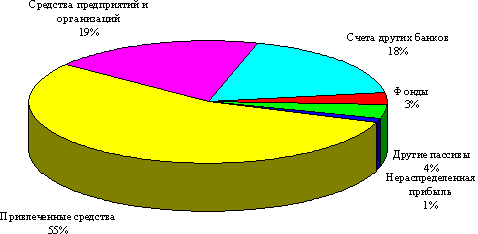 Средства предприятий и
организаций
19%
Счета других банков
18%
Фонды
3%
Другие пассивы
4%
Нераспределенная
прибыль
1%
Привлеченные средства
55%